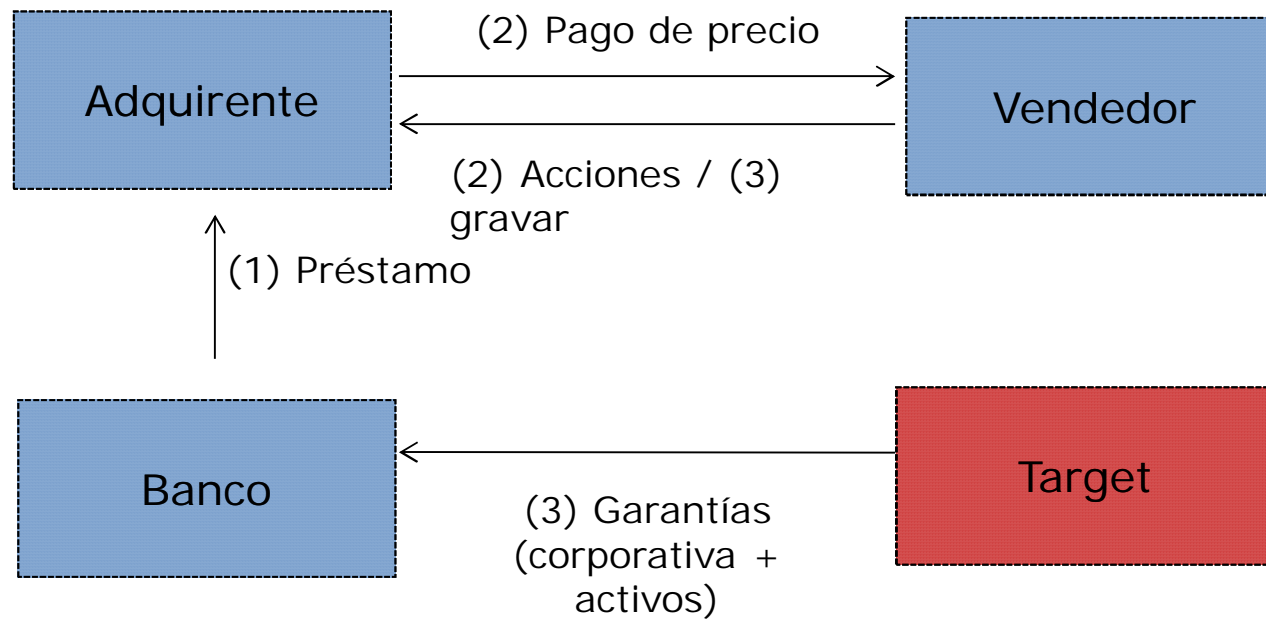 (2) Pago de precio
Adquirente
Vendedor
(2) Acciones / (3)
gravar
(1) Préstamo
Banco
Target
(3) Garantías
(corporativa +
activos)